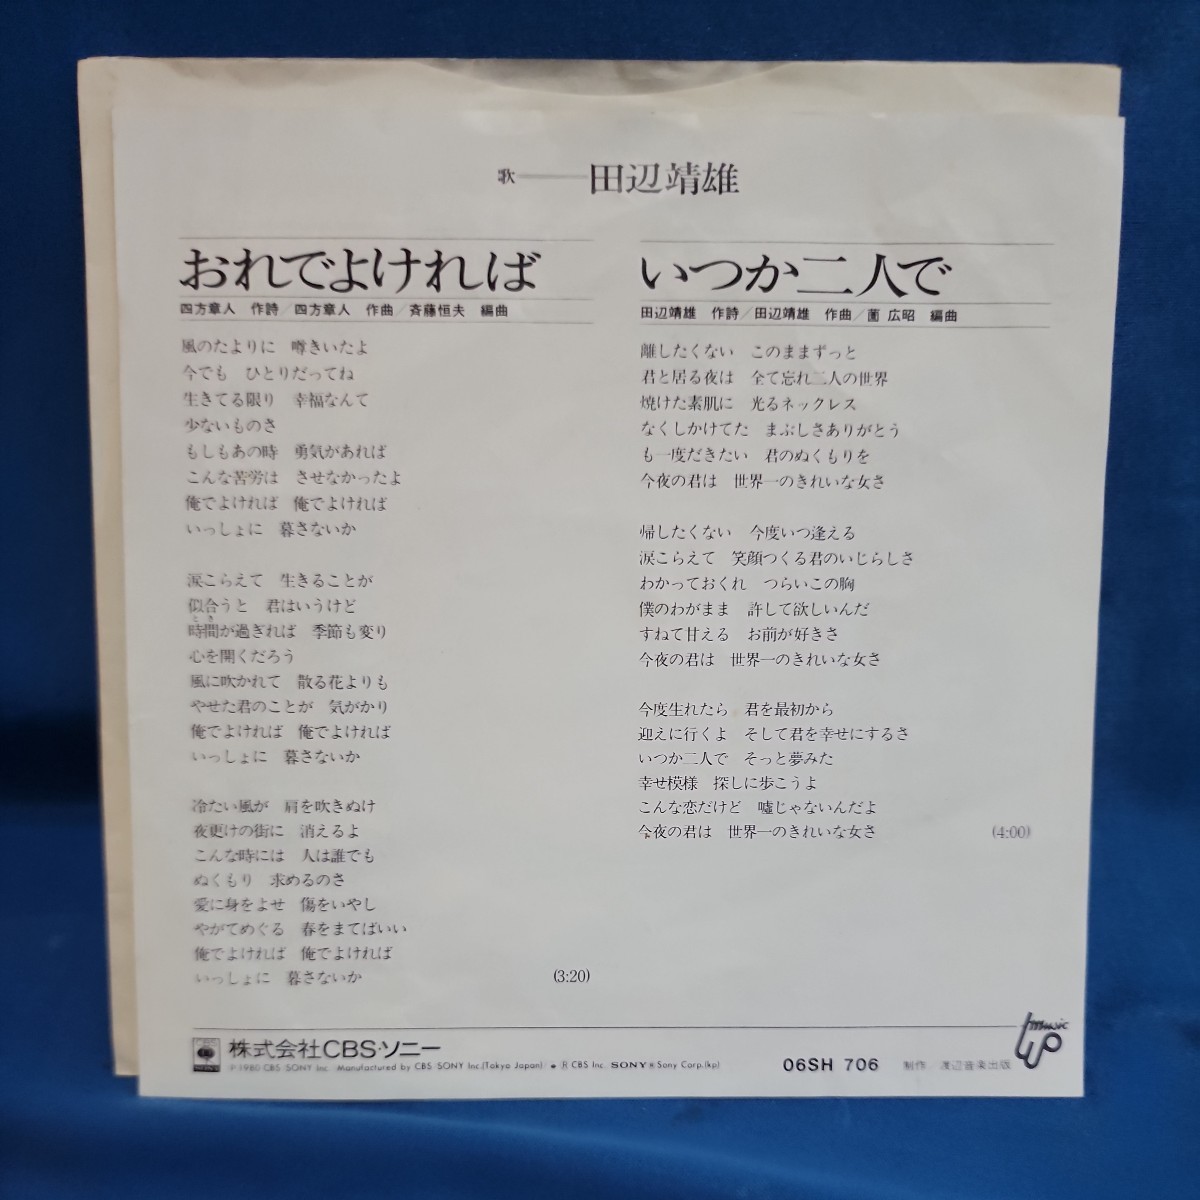 歌――田辺靖雄
おれでよければ
四方章人　作詩／四方章人　作曲／斉藤恒夫　編曲
風のたよりに　噂きいたよ
今でも　ひとりだってね
生きてる限り　幸福なんて
少ないものさ
もしもあの時　勇気があれば
こんな苦労は　させなかったよ
俺でよければ　俺でよければ
いっしょに　暮さないか
涙こらえて　生きることが
似合うと　君はいうけど
とき
時間が過ぎれば　季節も変り
心を開くだろう
風に吹かれて　散る花よりも
やせた君のことが　気がかり
俺でよければ　俺でよければ
いっしょに　暮さないか
冷たい風が　肩を吹きぬけ
夜更けの街に　消えるよ
こんな時には　人は誰でも
ぬくもり　求めるのさ
愛に身をよせ　傷をいやし
やがてめぐる　春をまてばいい
俺でよければ　俺でよければ
いっしょに　暮さないか
(3:20)
いつか二人で
田辺靖雄　作詩／田辺靖雄　作曲／薗 広昭　編曲
離したくない　このままずっと
君と居る夜は　全て忘れ二人の世界
焼けた素肌に　光るネックレス
なくしかけてた　まぶしさありがとう
も一度だきたい　君のぬくもりを
今夜の君は　世界一のきれいな女さ
帰したくない　今度いつ逢える
涙こらえて　笑顔つくる君のいじらしさ
わかっておくれ　つらいこの胸
僕のわがまま　許して欲しいんだ
すねて甘える　お前が好きさ
今夜の君は　世界一のきれいな女さ
今度生れたら　君を最初から
迎えに行くよ　そして君を幸せにするさ
いつか二人で　そっと夢みた
幸せ模様　探しに歩こうよ
こんな恋だけど　嘘じゃないんだよ
今夜の君は　世界一のきれいな女さ
(4:00)
株式会社CBS・ソニー
℗1980 CBS SONY Inc. Manufactured by CBS SONY Inc.(Tokyo Japan) ● ® CBS Inc. SONY ® Sony Corp.(kp)
06SH 706
制作／渡辺音楽出版
music up